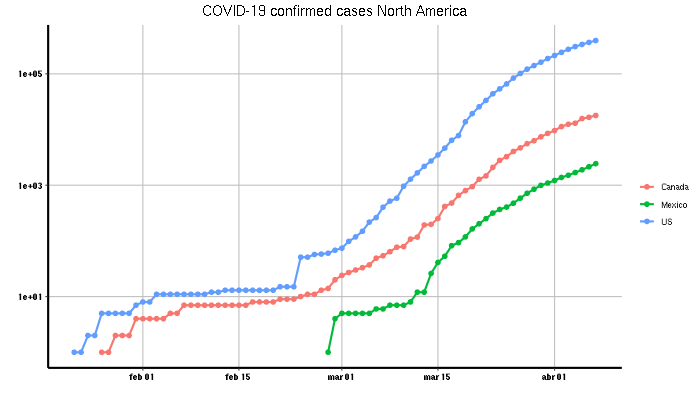 COVID-19 confirmed cases North America
1e+05
1e+03
1e+01
Canada
Mexico
US
feb 01
feb 15
mar 01
mar 15
abr 01